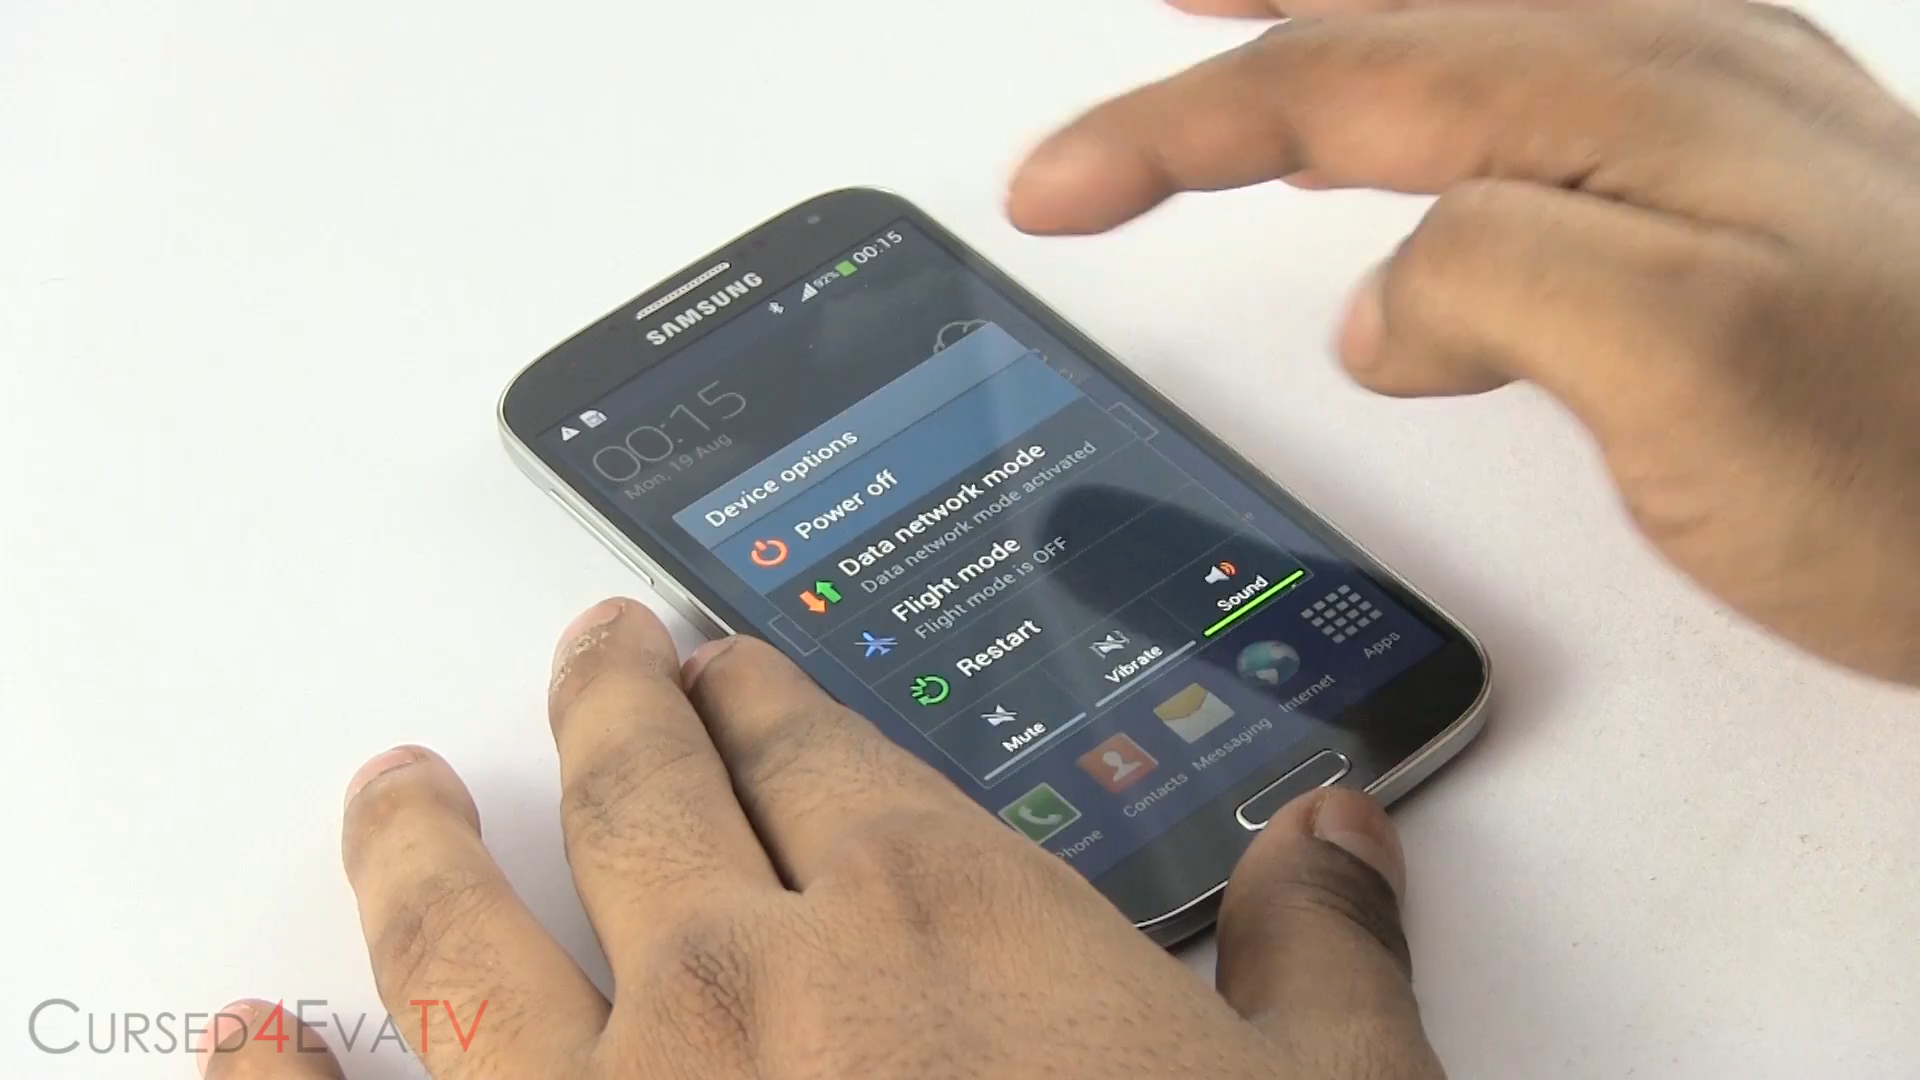 SAMSUNG
92% 00:15
00:15
Mon, 19 Aug
Device options
Power off
Data network mode
Data network mode activated
Flight mode
Flight mode is OFF
Restart
Mute
Vibrate
Sound
Phone
Contacts
Messaging
Internet
Apps
CURSED4EVATV